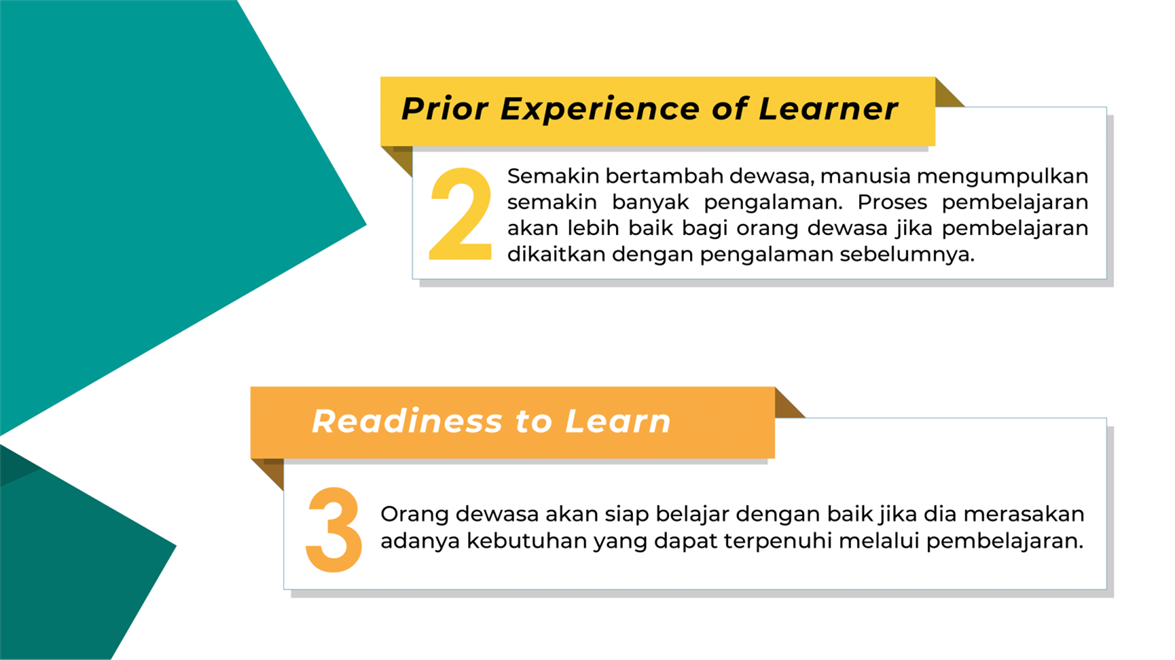 Prior Experience of Learner
2
Semakin bertambah dewasa, manusia mengumpulkan
semakin banyak pengalaman. Proses pembelajaran
akan lebih baik bagi orang dewasa jika pembelajaran
dikaitkan dengan pengalaman sebelumnya.
Readiness to Learn
3
Orang dewasa akan siap belajar dengan baik jika dia merasakan
adanya kebutuhan yang dapat terpenuhi melalui pembelajaran.